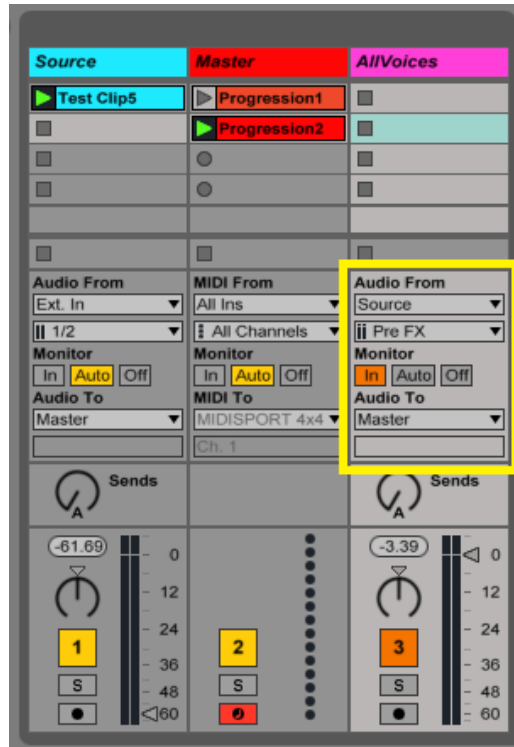 Source Master AllVoices
Test Clip5 Progression1
Progression2
Audio From MIDI From Audio From
Ext. In All Ins Source
1/2 All Channels Pre FX
Monitor Monitor Monitor
In Auto Off In Auto Off In Auto Off
Audio To MIDI To Audio To
Master MIDISPORT 4x4 Master
Ch. 1
Sends Sends
A A
-61.69 0 -3.39 0
12 12
24 24
1 2 3
36 36
S 48 S S 48
60 60